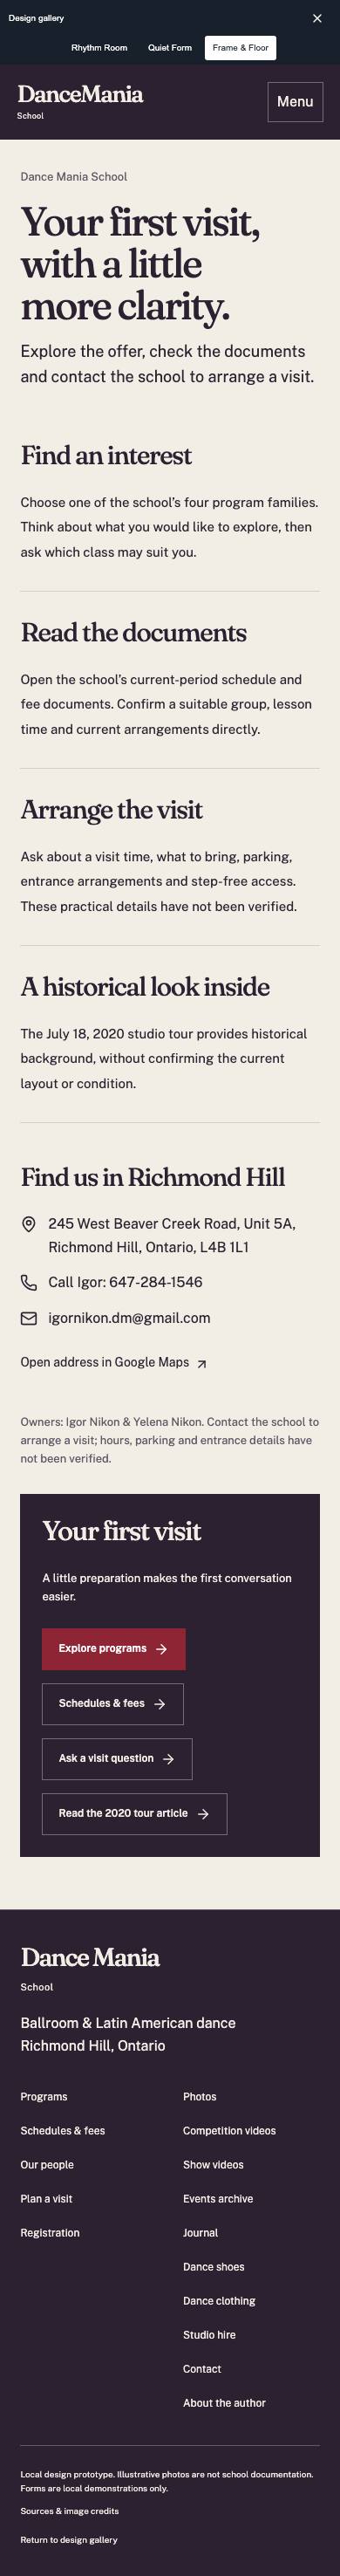 Design gallery
Rhythm Room
Quiet Form
Frame & Floor
DanceMania
School
Menu
Dance Mania School
Your first visit,
with a little
more clarity.
Explore the offer, check the documents
and contact the school to arrange a visit.
Find an interest
Choose one of the school’s four program families.
Think about what you would like to explore, then
ask which class may suit you.
Read the documents
Open the school’s current-period schedule and
fee documents. Confirm a suitable group, lesson
time and current arrangements directly.
Arrange the visit
Ask about a visit time, what to bring, parking,
entrance arrangements and step-free access.
These practical details have not been verified.
A historical look inside
The July 18, 2020 studio tour provides historical
background, without confirming the current
layout or condition.
Find us in Richmond Hill
245 West Beaver Creek Road, Unit 5A,
Richmond Hill, Ontario, L4B 1L1
Call Igor: 647-284-1546
igornikon.dm@gmail.com
Open address in Google Maps
Owners: Igor Nikon & Yelena Nikon. Contact the school to
arrange a visit; hours, parking and entrance details have
not been verified.
Your first visit
A little preparation makes the first conversation
easier.
Explore programs
Schedules & fees
Ask a visit question
Read the 2020 tour article
Dance Mania
School
Ballroom & Latin American dance
Richmond Hill, Ontario
Programs
Schedules & fees
Our people
Plan a visit
Registration
Photos
Competition videos
Show videos
Events archive
Journal
Dance shoes
Dance clothing
Studio hire
Contact
About the author
Local design prototype. Illustrative photos are not school documentation.
Forms are local demonstrations only.
Sources & image credits
Return to design gallery